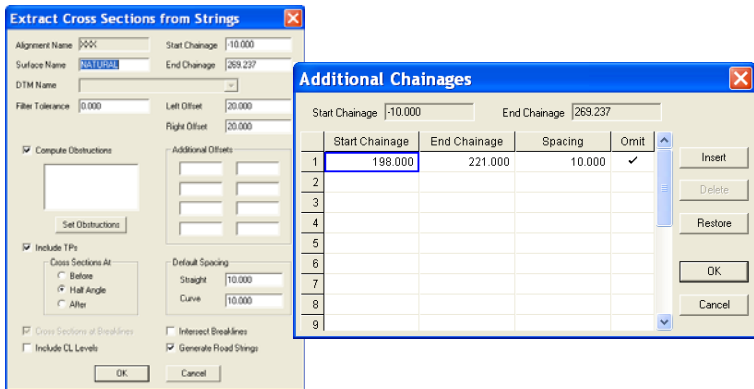 Extract Cross Sections from Strings
Alignment Name XXX Start Chainage -10.000
Surface Name NATURAL End Chainage 269.237
DTM Name
Filter Tolerance 0.000 Left Offset 20.000
Right Offset 20.000
Compute Obstructions Additional Offsets
Set Obstructions
Include TPs
Cross Sections At Default Spacing
Before Straight 10.000
Half Angle
Curve 10.000
After
Cross Sections at Breaklines Intersect Breaklines
Include CL Levels Generate Road Strings
OK Cancel
Additional Chainages
Start Chainage -10.000 End Chainage 269.237
Start Chainage End Chainage Spacing Omit
1 198.000 221.000 10.000 Insert
2 Delete
3
4 Restore
5
6 OK
7
8 Cancel
9